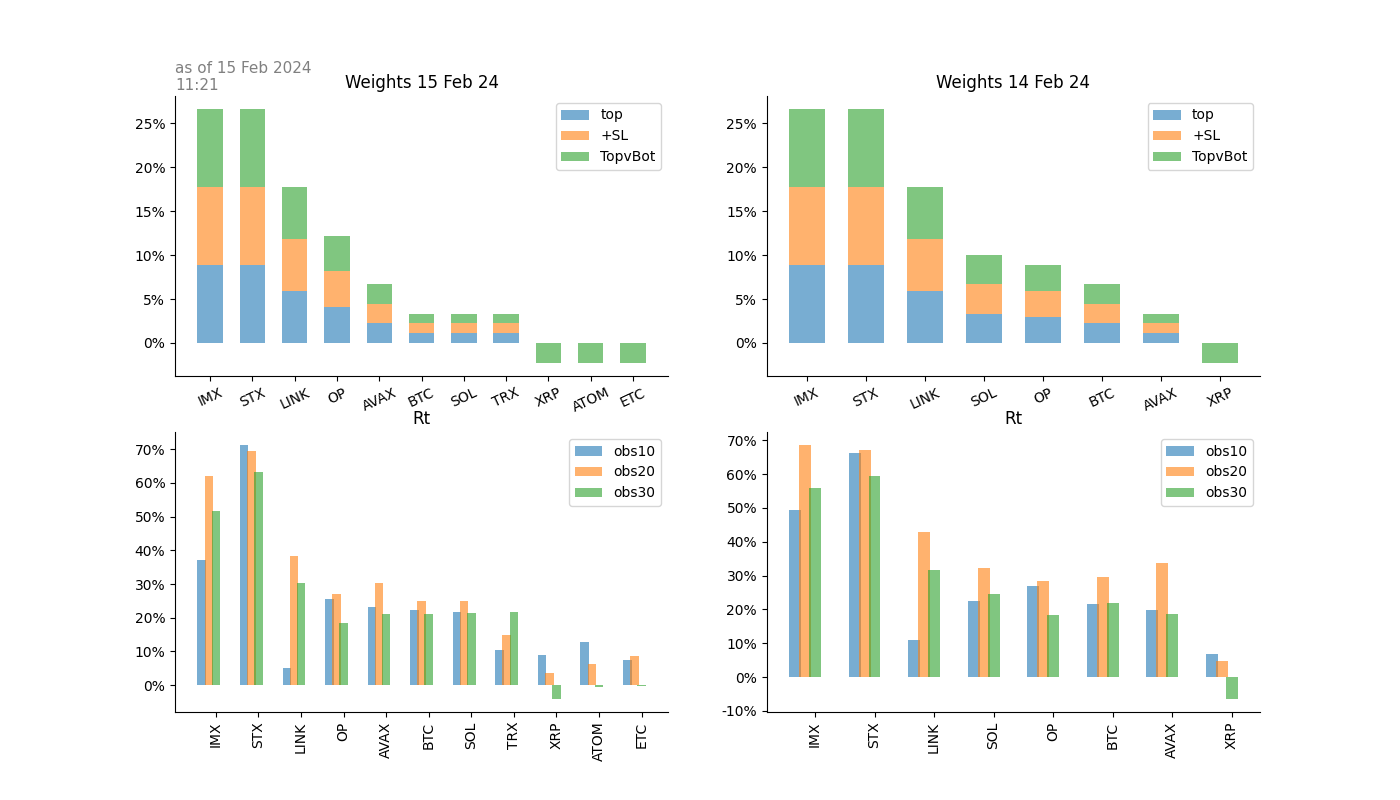 as of 15 Feb 2024
11:21
Weights 15 Feb 24
25%
20%
15%
10%
5%
0%
top
+SL
TopvBot
IMX STX LINK OP AVAX BTC SOL TRX XRP ATOM ETC
Weights 14 Feb 24
25%
20%
15%
10%
5%
0%
top
+SL
TopvBot
IMX STX LINK SOL OP BTC AVAX XRP
Rt
70%
60%
50%
40%
30%
20%
10%
0%
obs10
obs20
obs30
IMX STX LINK OP AVAX BTC SOL TRX XRP ATOM ETC
Rt
70%
60%
50%
40%
30%
20%
10%
0%
-10%
obs10
obs20
obs30
IMX STX LINK SOL OP BTC AVAX XRP